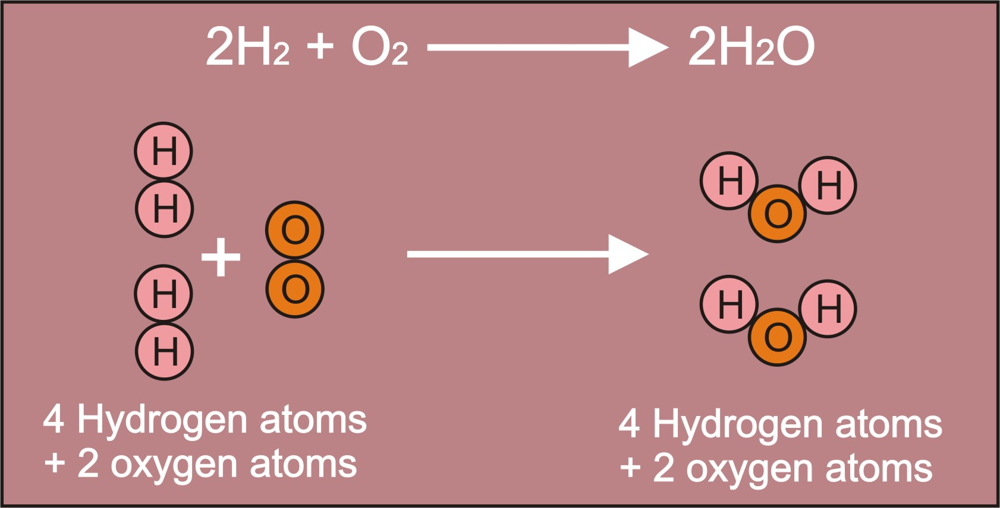 2H2 + O2 → 2H2O
H
H
H
H
+
O
O
→
H
O
H
H
O
H
4 Hydrogen atoms
+ 2 oxygen atoms
4 Hydrogen atoms
+ 2 oxygen atoms